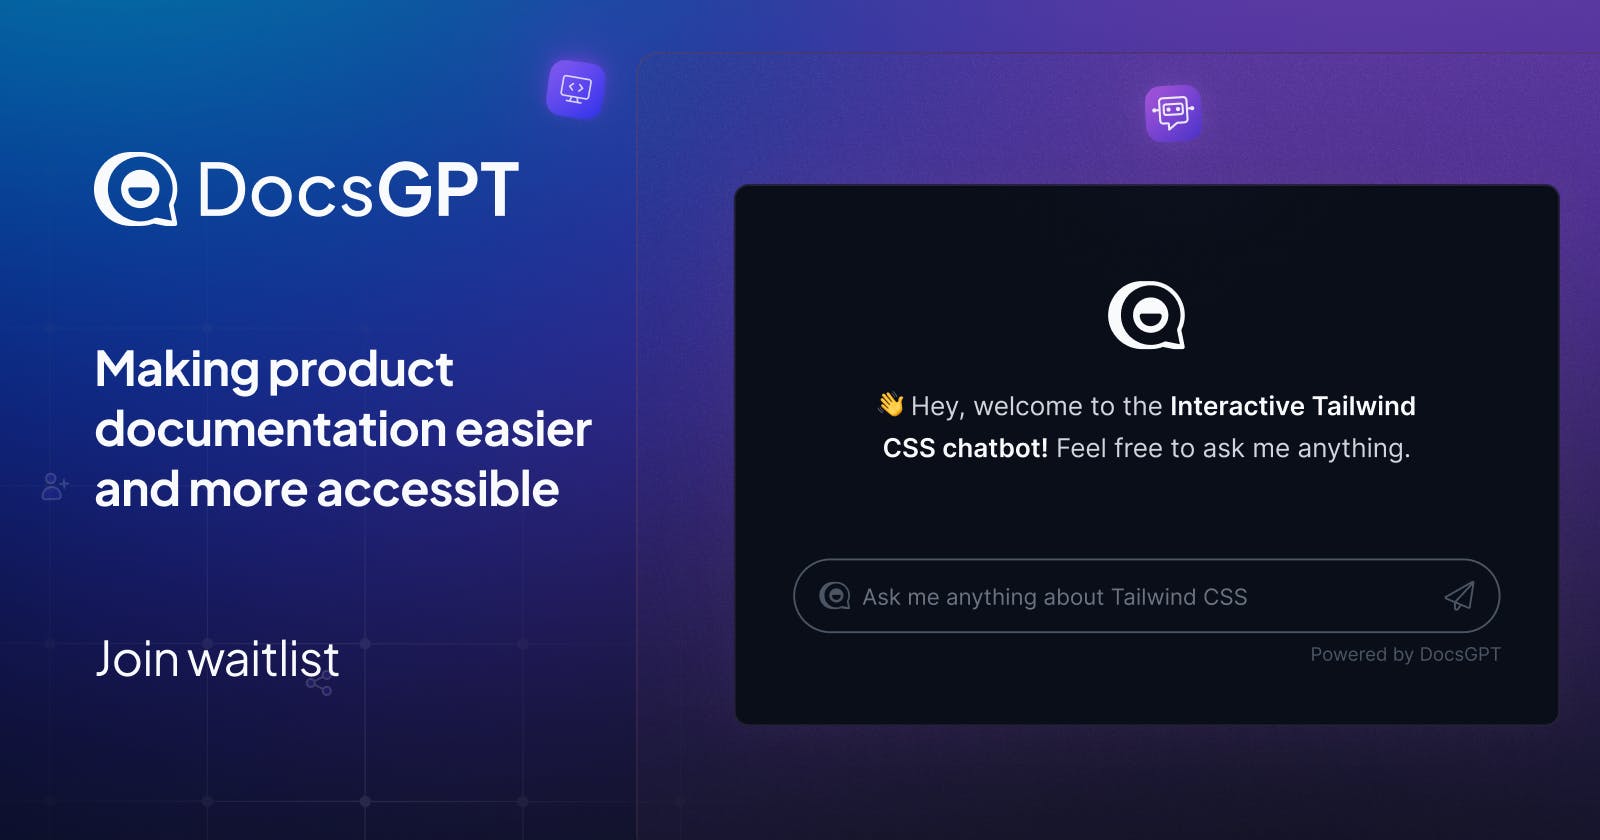 DocsGPT
Making product
documentation easier
and more accessible
Join waitlist
👋 Hey, welcome to the Interactive Tailwind
CSS chatbot! Feel free to ask me anything.
Ask me anything about Tailwind CSS
Powered by DocsGPT